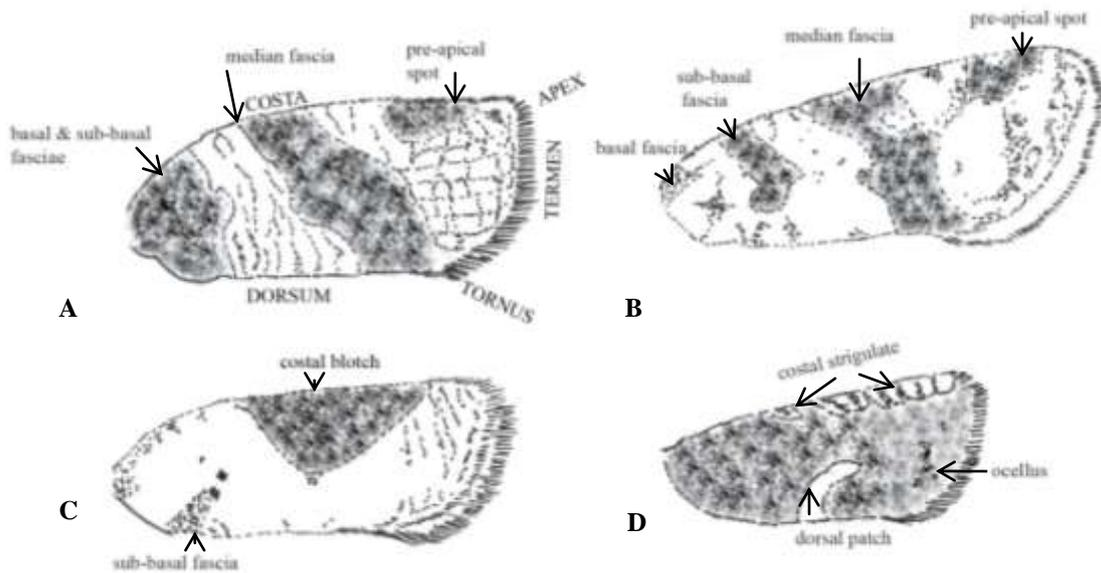 median fascia
pre-apical
spot
COSTA
APEX
basal & sub-basal
fasciae
TERMEN
DORSUM
TORNUS
A
pre-apical spot
median fascia
sub-basal
fascia
basal fascia
B
costal blotch
C
sub-basal fascia
costal strigulate
ocellus
D
dorsal patch